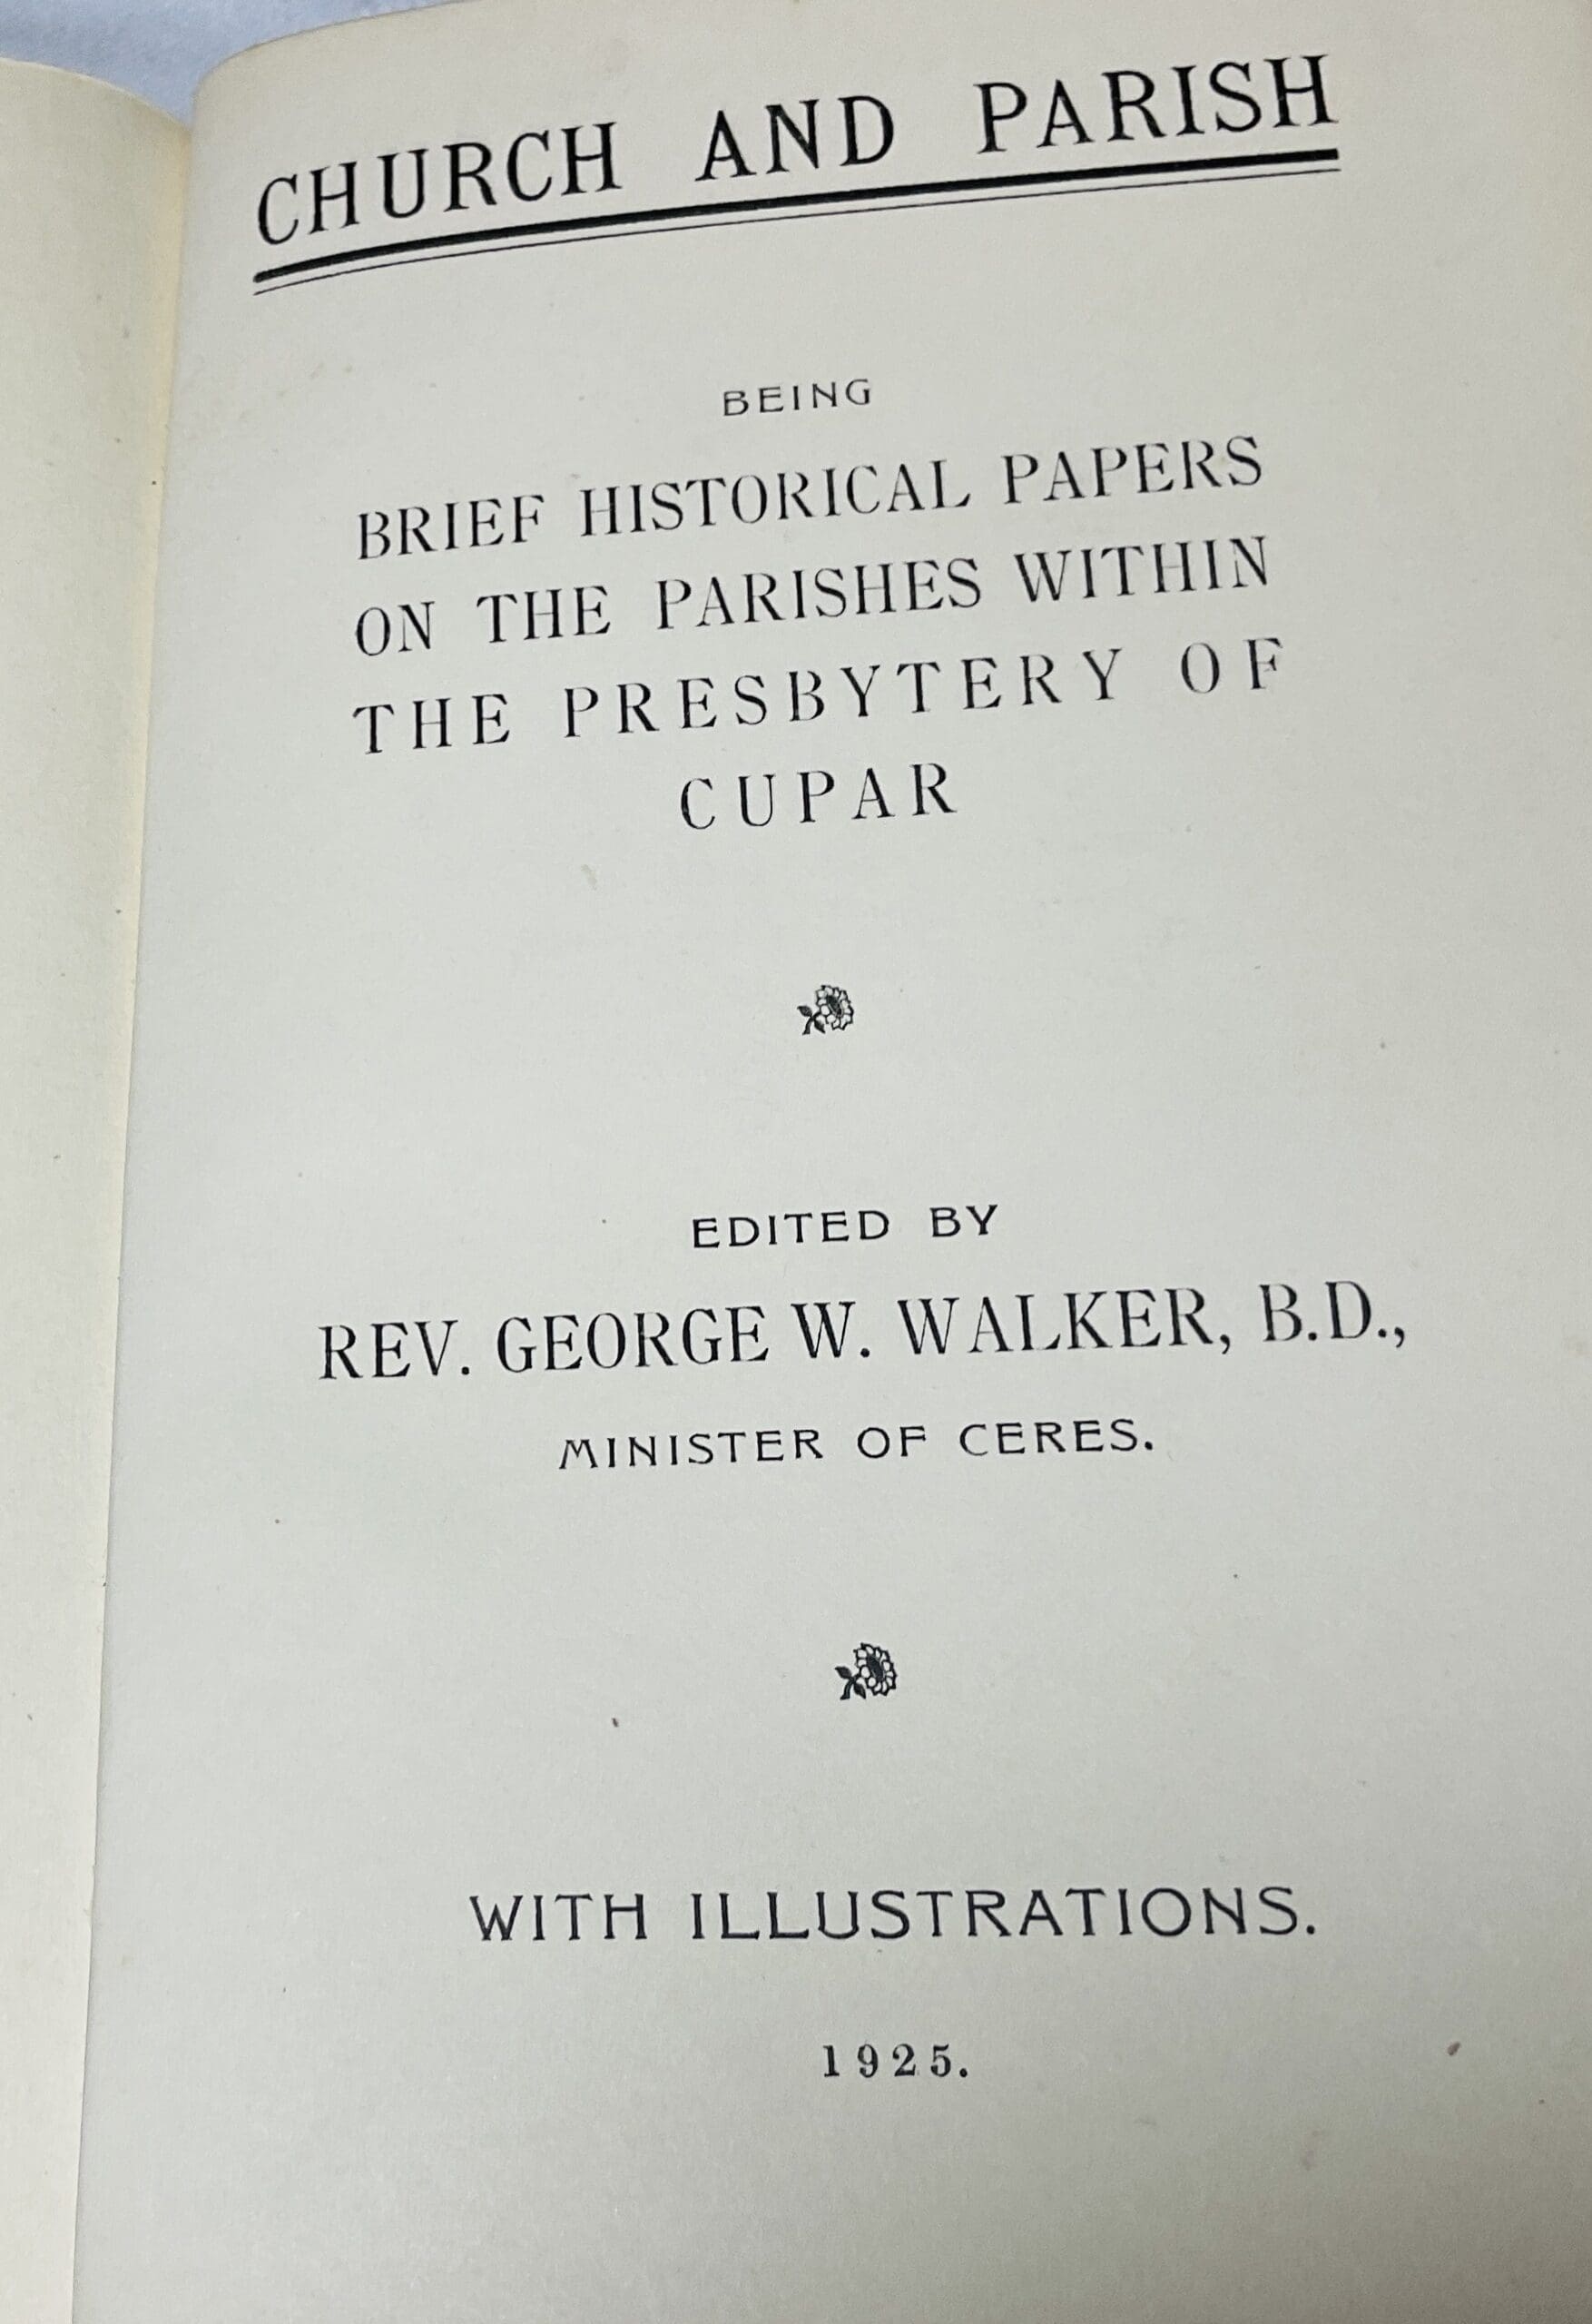 CHURCH AND PARISH
BEING
BRIEF HISTORICAL PAPERS
ON THE PARISHES WITHIN
THE PRESBYTERY OF
CUPAR
EDITED BY
REV. GEORGE W. WALKER, B.D.,
MINISTER OF CERES.
WITH ILLUSTRATIONS.
1925.